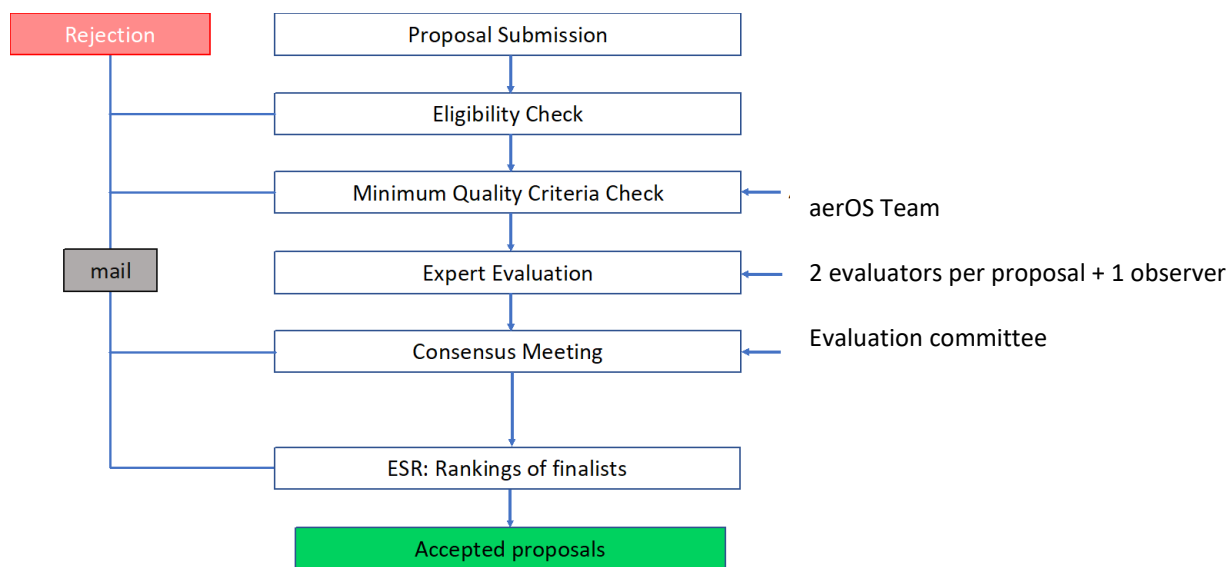 Rejection
Proposal Submission
Eligibility Check
Minimum Quality Criteria Check
aerOS Team
mail
Expert Evaluation
2 evaluators per proposal + 1 observer
Consensus Meeting
Evaluation committee
ESR: Rankings of finalists
Accepted proposals